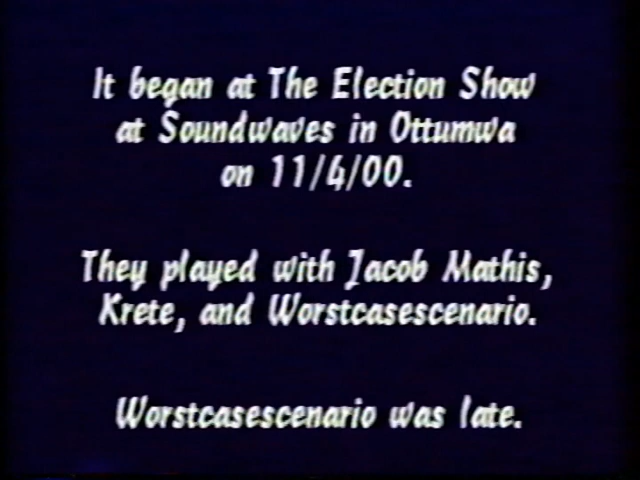 It began at The Election Show
at Soundwaves in Ottumwa
on 11/4/00.
They played with Jacob Mathis,
Krete, and Worstcasescenario.
Worstcasescenario was late.